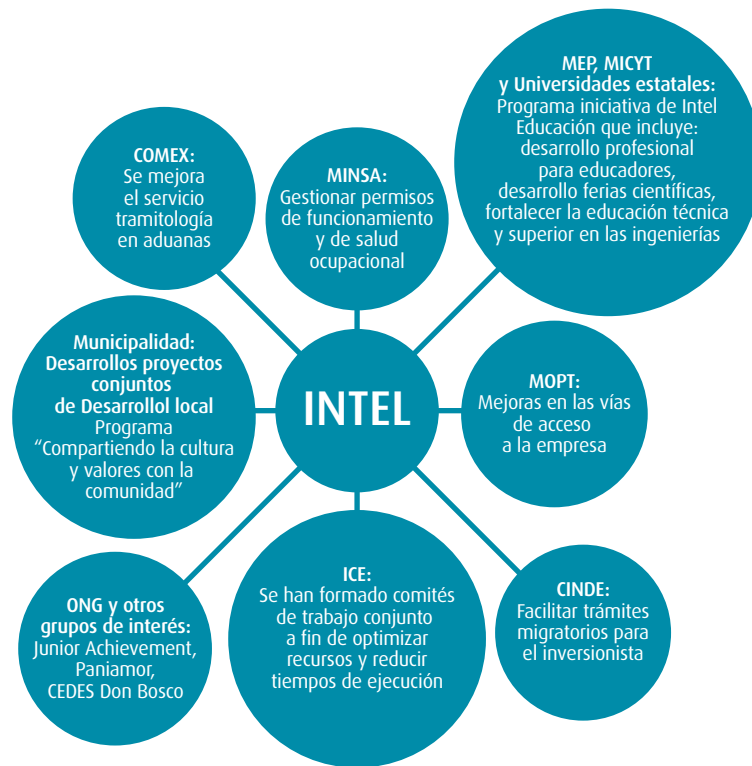 MEP, MICYT
y Universidades estatales:
Programa iniciativa de Intel
Educación que incluye:
desarrollo profesional
para educadores,
desarrollo ferias científicas,
fortalecer la educación técnica
y superior en las ingenierías
COMEX:
Se mejora
el servicio
tramitología
en aduanas
MINSA:
Gestionar permisos
de funcionamiento
y de salud
ocupacional
Municipalidad:
Desarrollos proyectos
conjuntos
de Desarrollol local
Programa
“Compartiendo la cultura
y valores con la
comunidad”
INTEL
MOPT:
Mejoras en las vías
de acceso
a la empresa
ONG y otros
grupos de interés:
Junior Achievement,
Paniamor,
CEDES Don Bosco
ICE:
Se han formado comités
de trabajo conjunto
a fin de optimizar
recursos y reducir
tiempos de ejecución
CINDE:
Facilitar trámites
migratorios para
el inversionista